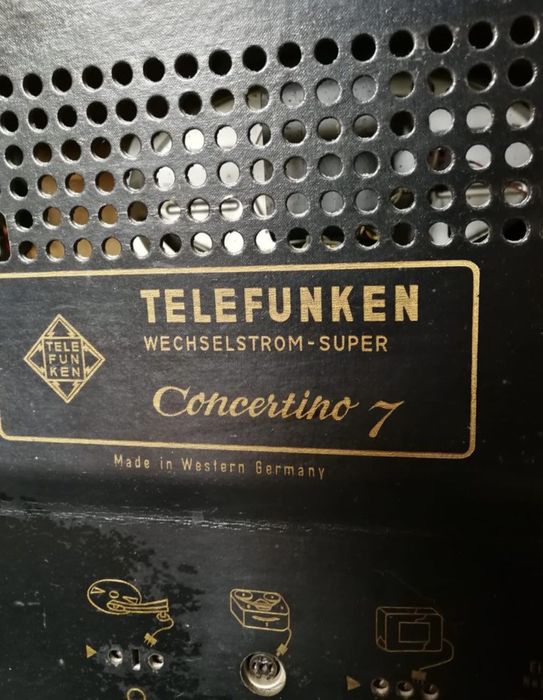 TELEFUNKEN
WECHSELSTROM-SUPER
TELE
FUN
KEN
Concertino 7
Made in Western Germany